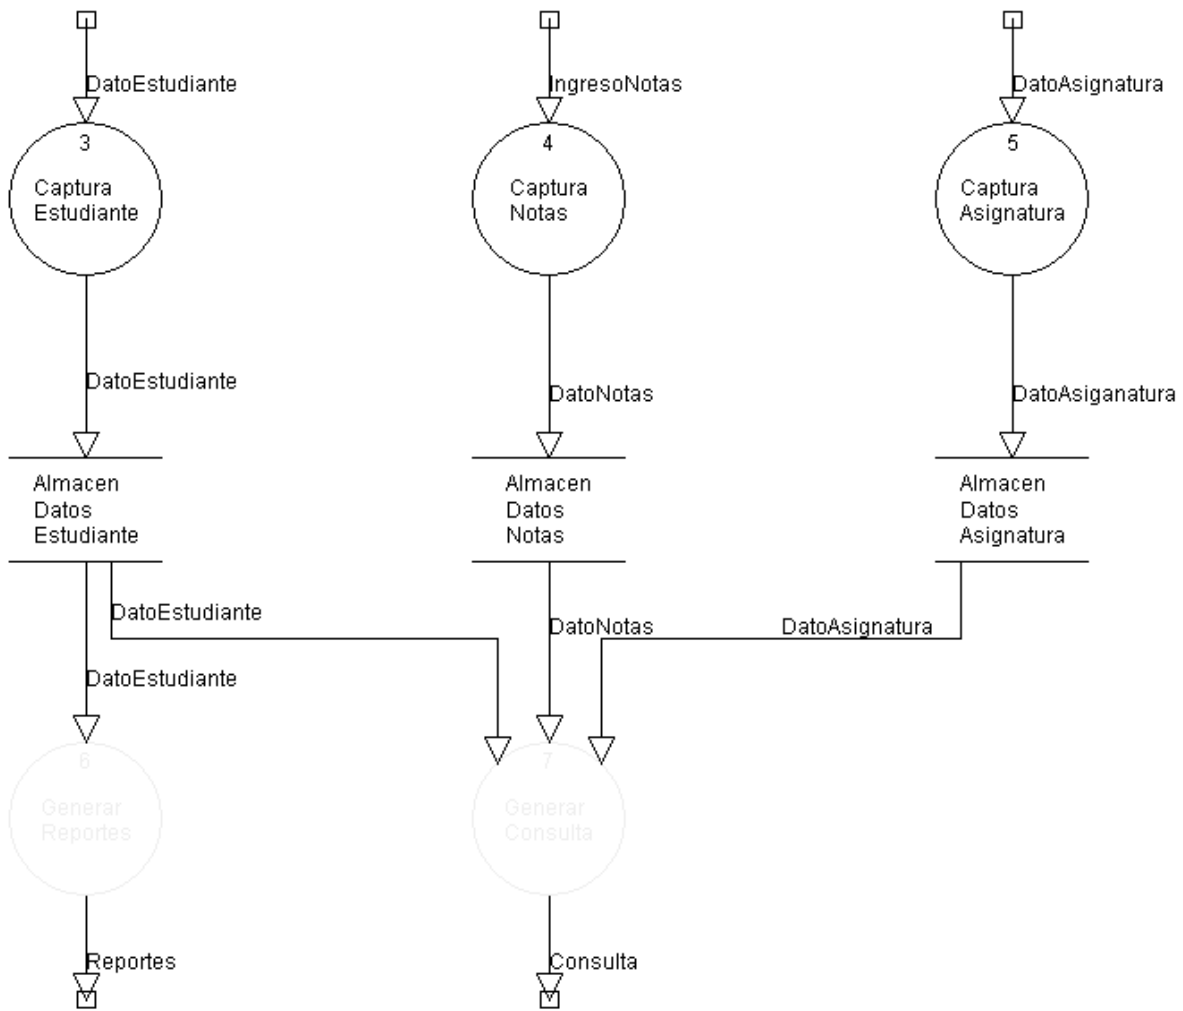 DatoEstudiante
IngresoNotas
DatoAsignatura
3
Captura
Estudiante
4
Captura
Notas
5
Captura
Asignatura
DatoEstudiante
DatoNotas
DatoAsiganatura
Almacen
Datos
Estudiante
Almacen
Datos
Notas
Almacen
Datos
Asignatura
DatoEstudiante
DatoNotas
DatoAsignatura
DatoEstudiante
6
Generar
Reportes
7
Generar
Consulta
Reportes
Consulta